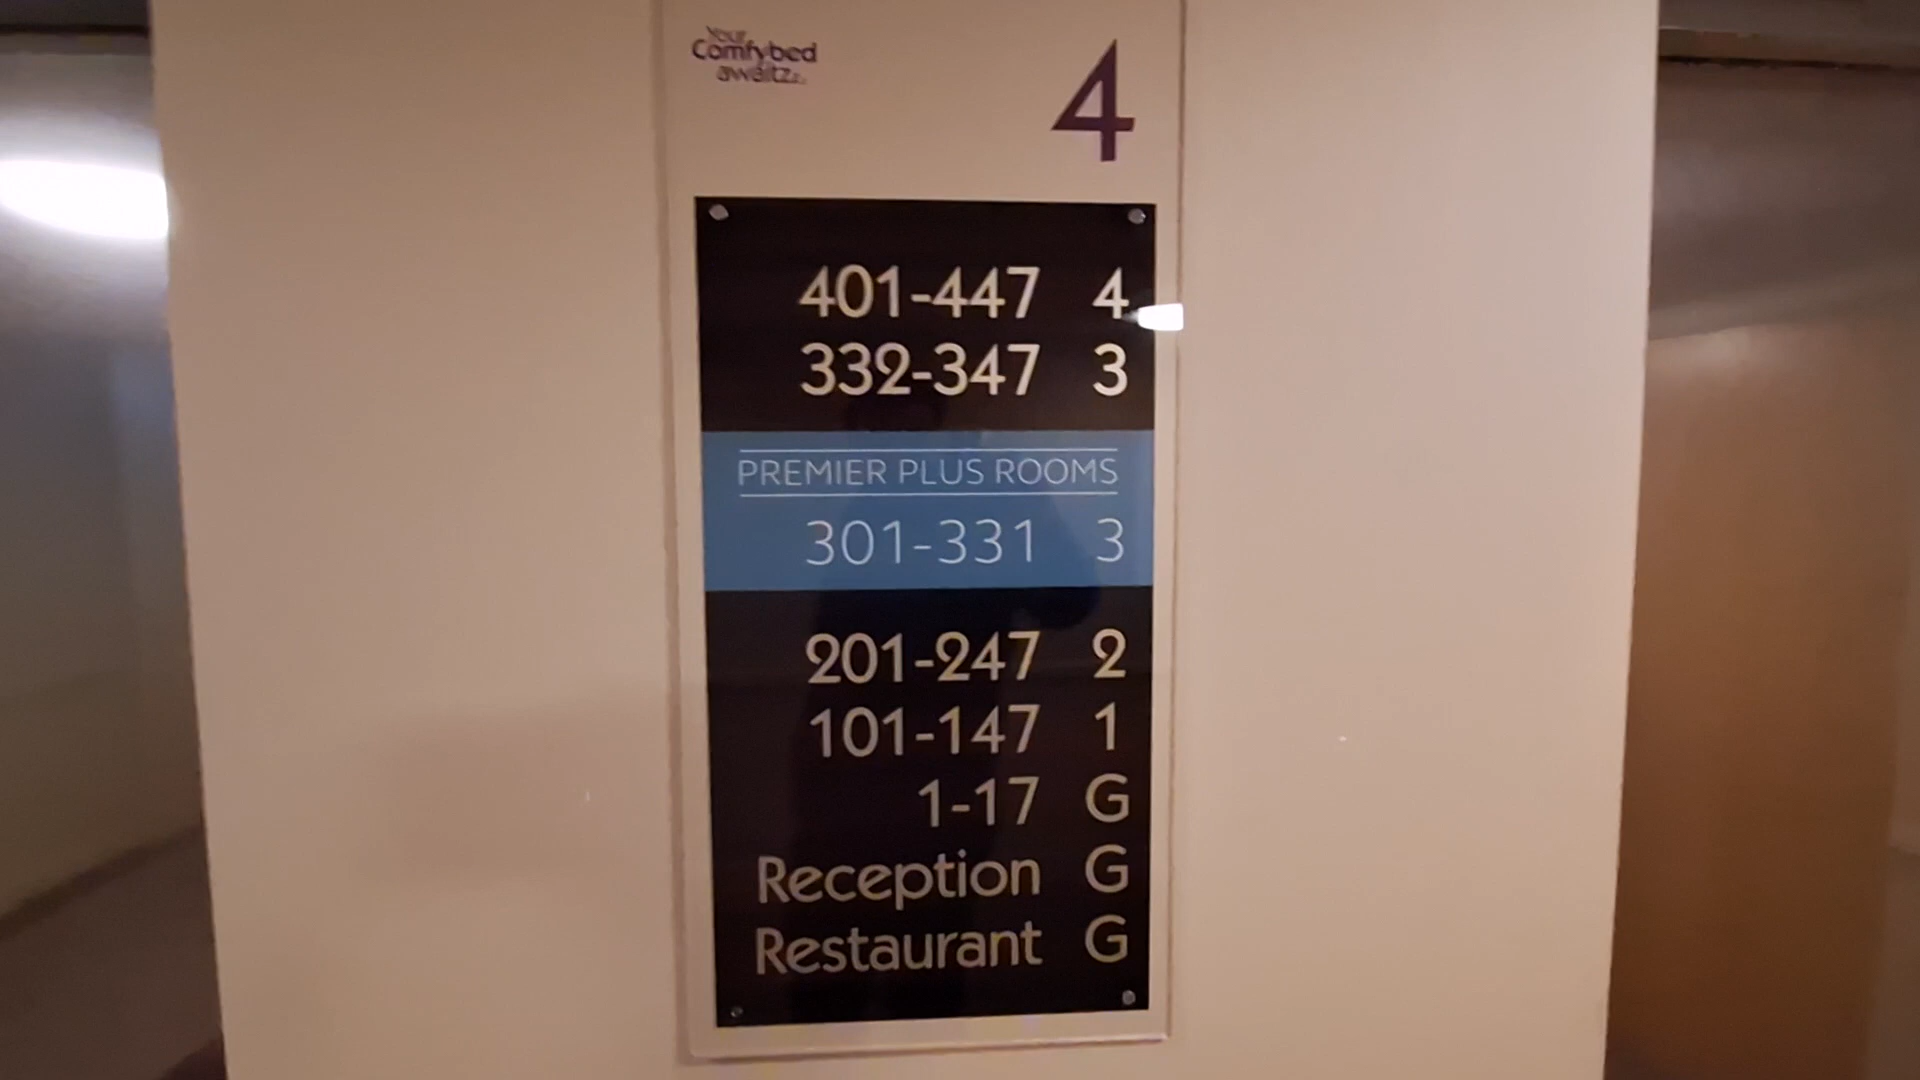 Your
Comfybed
awaitz...
4
401-447 4
332-347 3
PREMIER PLUS ROOMS
301-331 3
201-247 2
101-147 1
1-17 G
Reception G
Restaurant G